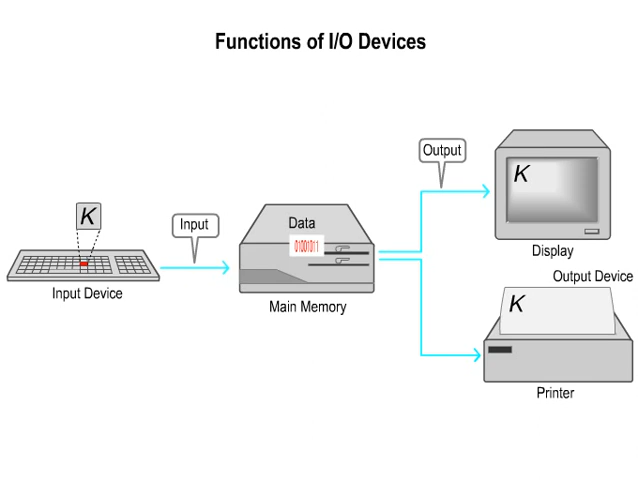 Functions of I/O Devices
Output
K
K
Input
Data
01001011
Display
Input Device
Output Device
Main Memory
K
Printer